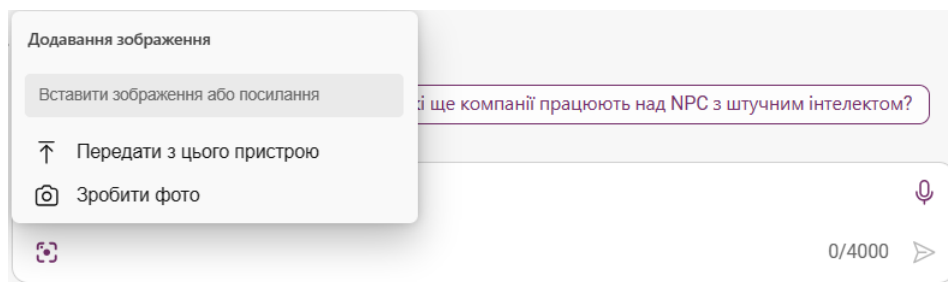 Додавання зображення
Вставити зображення або посилання
і ще компанії працюють над NPC з штучним інтелектом?
Передати з цього пристрою
Зробити фото
0/4000